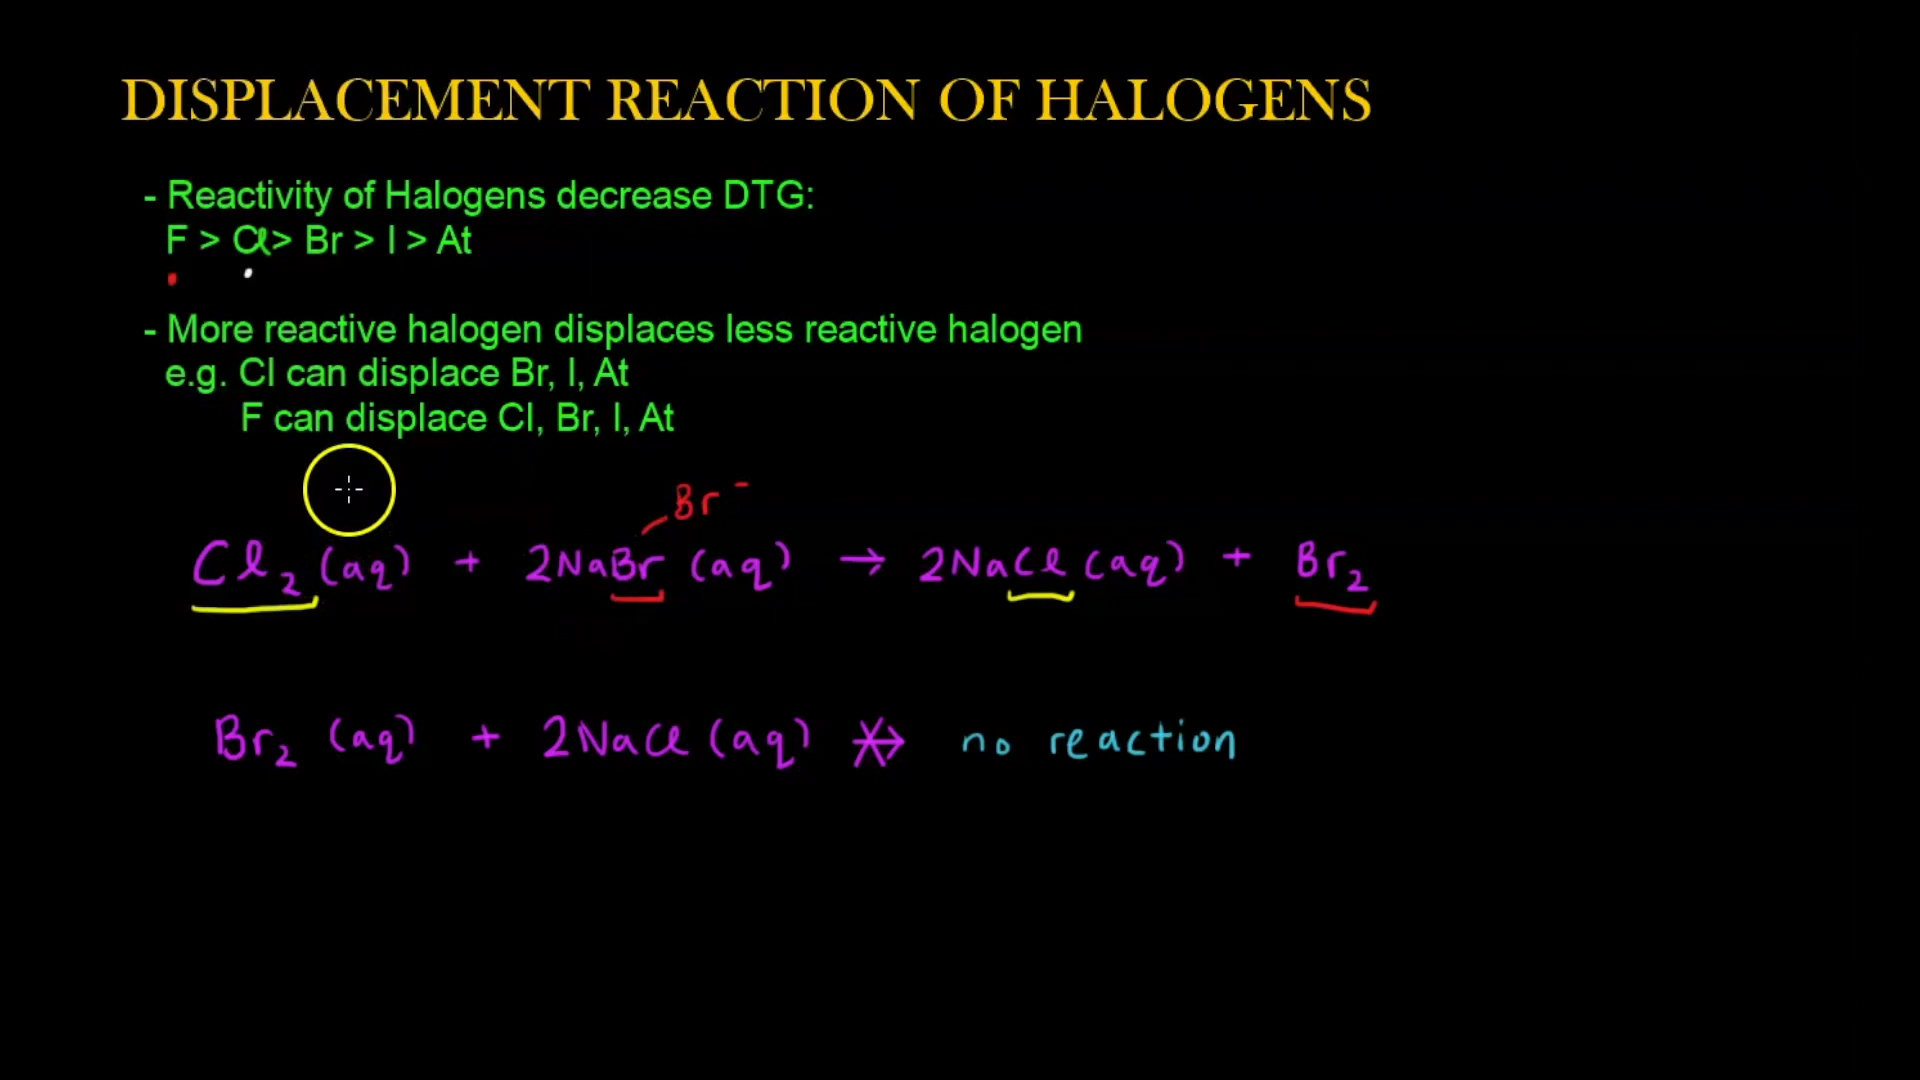 DISPLACEMENT REACTION OF HALOGENS
- Reactivity of Halogens decrease DTG:
F > Cl > Br > I > At
- More reactive halogen displaces less reactive halogen
e.g. Cl can displace Br, I, At
F can displace Cl, Br, I, At
Br⁻
Cl₂ (aq) + 2NaBr (aq) → 2NaCl (aq) + Br₂
Br₂ (aq) + 2NaCl (aq) ↛ no reaction